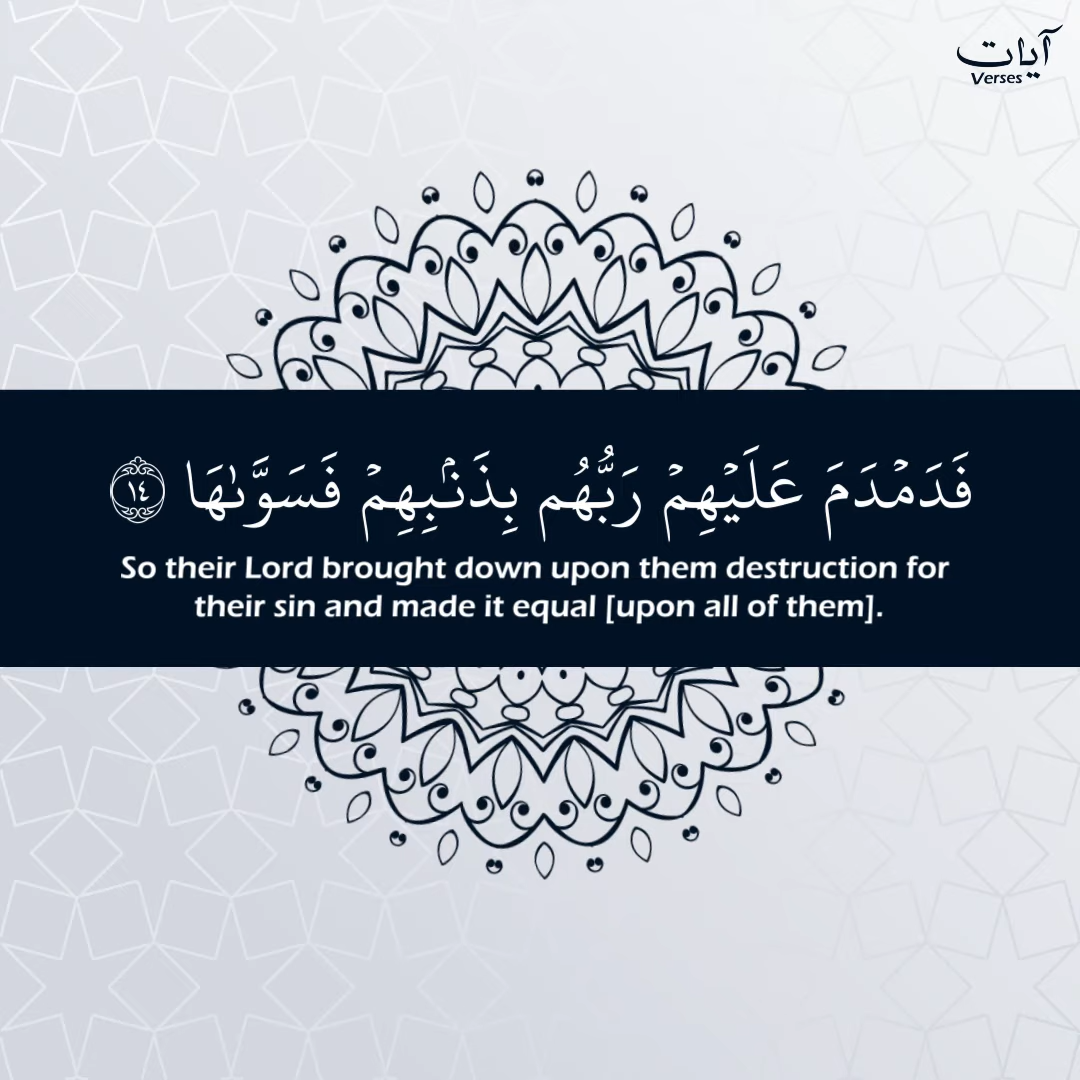 آيات
Verses
فَدَمۡدَمَ عَلَيۡهِمۡ رَبُّهُم بِذَنۢبِهِمۡ فَسَوَّىٰهَا ١٤
So their Lord brought down upon them destruction for
their sin and made it equal [upon all of them].